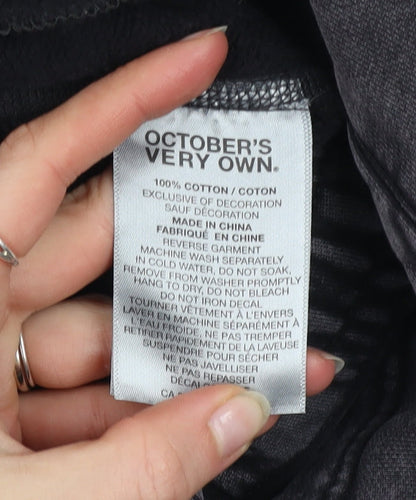 OCTOBER'S
VERY OWN®
100% COTTON / COTON
EXCLUSIVE OF DECORATION
SAUF DÉCORATION
MADE IN CHINA
FABRIQUÉ EN CHINE
REVERSE GARMENT
MACHINE WASH SEPARATELY
IN COLD WATER, DO NOT SOAK,
REMOVE FROM WASHER PROMPTLY
HANG TO DRY, DO NOT BLEACH
DO NOT IRON DECAL
TOURNER VÊTEMENT À L'ENVERS
LAVER EN MACHINE SÉPARÉMENT À
L'EAU FROIDE, NE PAS TREMPER
RETIRER RAPIDEMENT DE LA LAVEUSE
SUSPENDRE POUR SÉCHER
NE PAS JAVELLISER
NE PAS REPASSER
CA